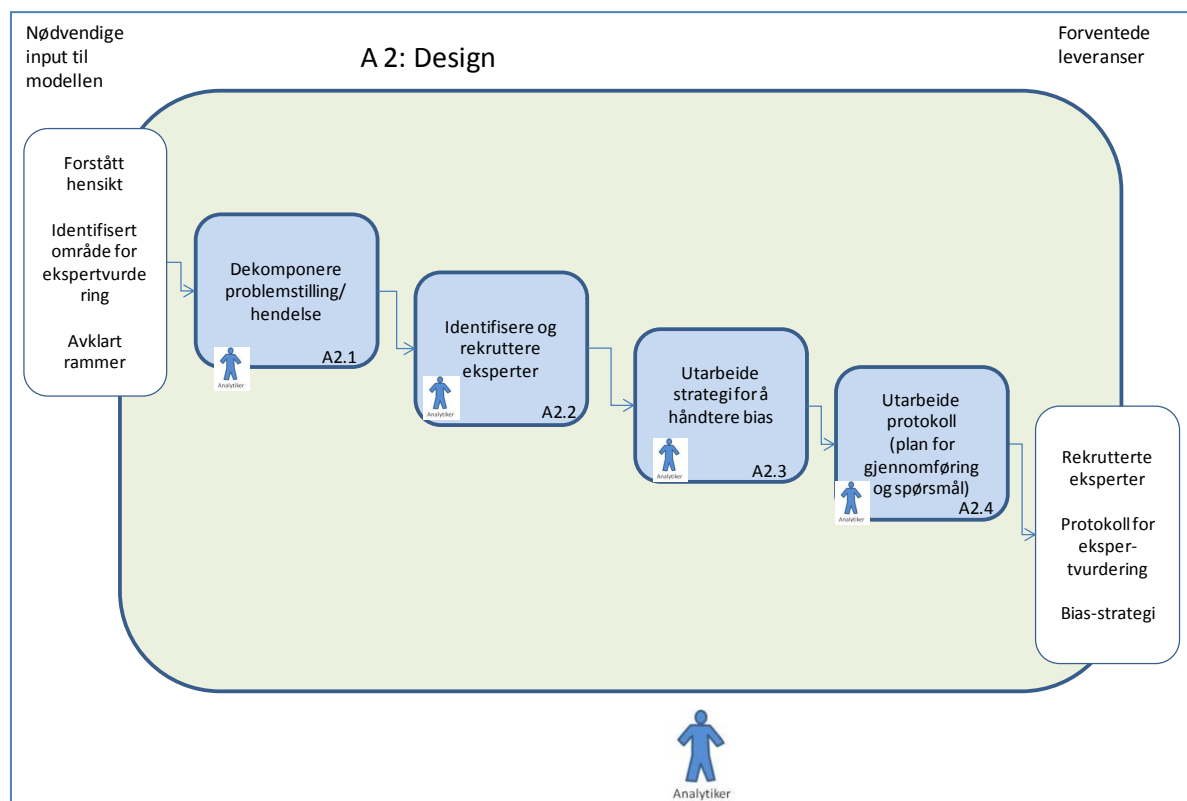 Nødvendige
input til
modellen
A 2: Design
Forventede
leveranser
Forstått
hensikt
Identifisert
område for
ekspertvurde
ring
Avklart
rammer
Dekomponere
problemstilling/
hendelse
A2.1
Analytiker
Identifisere og
rekruttere
eksperter
A2.2
Analytiker
Utarbeide
strategi for å
håndtere bias
A2.3
Analytiker
Utarbeide
protokoll
(plan for
gjennomføring
og spørsmål)
A2.4
Analytiker
Rekrutterte
eksperter
Protokoll for
eksper-
tvurdering
Bias-strategi
Analytiker